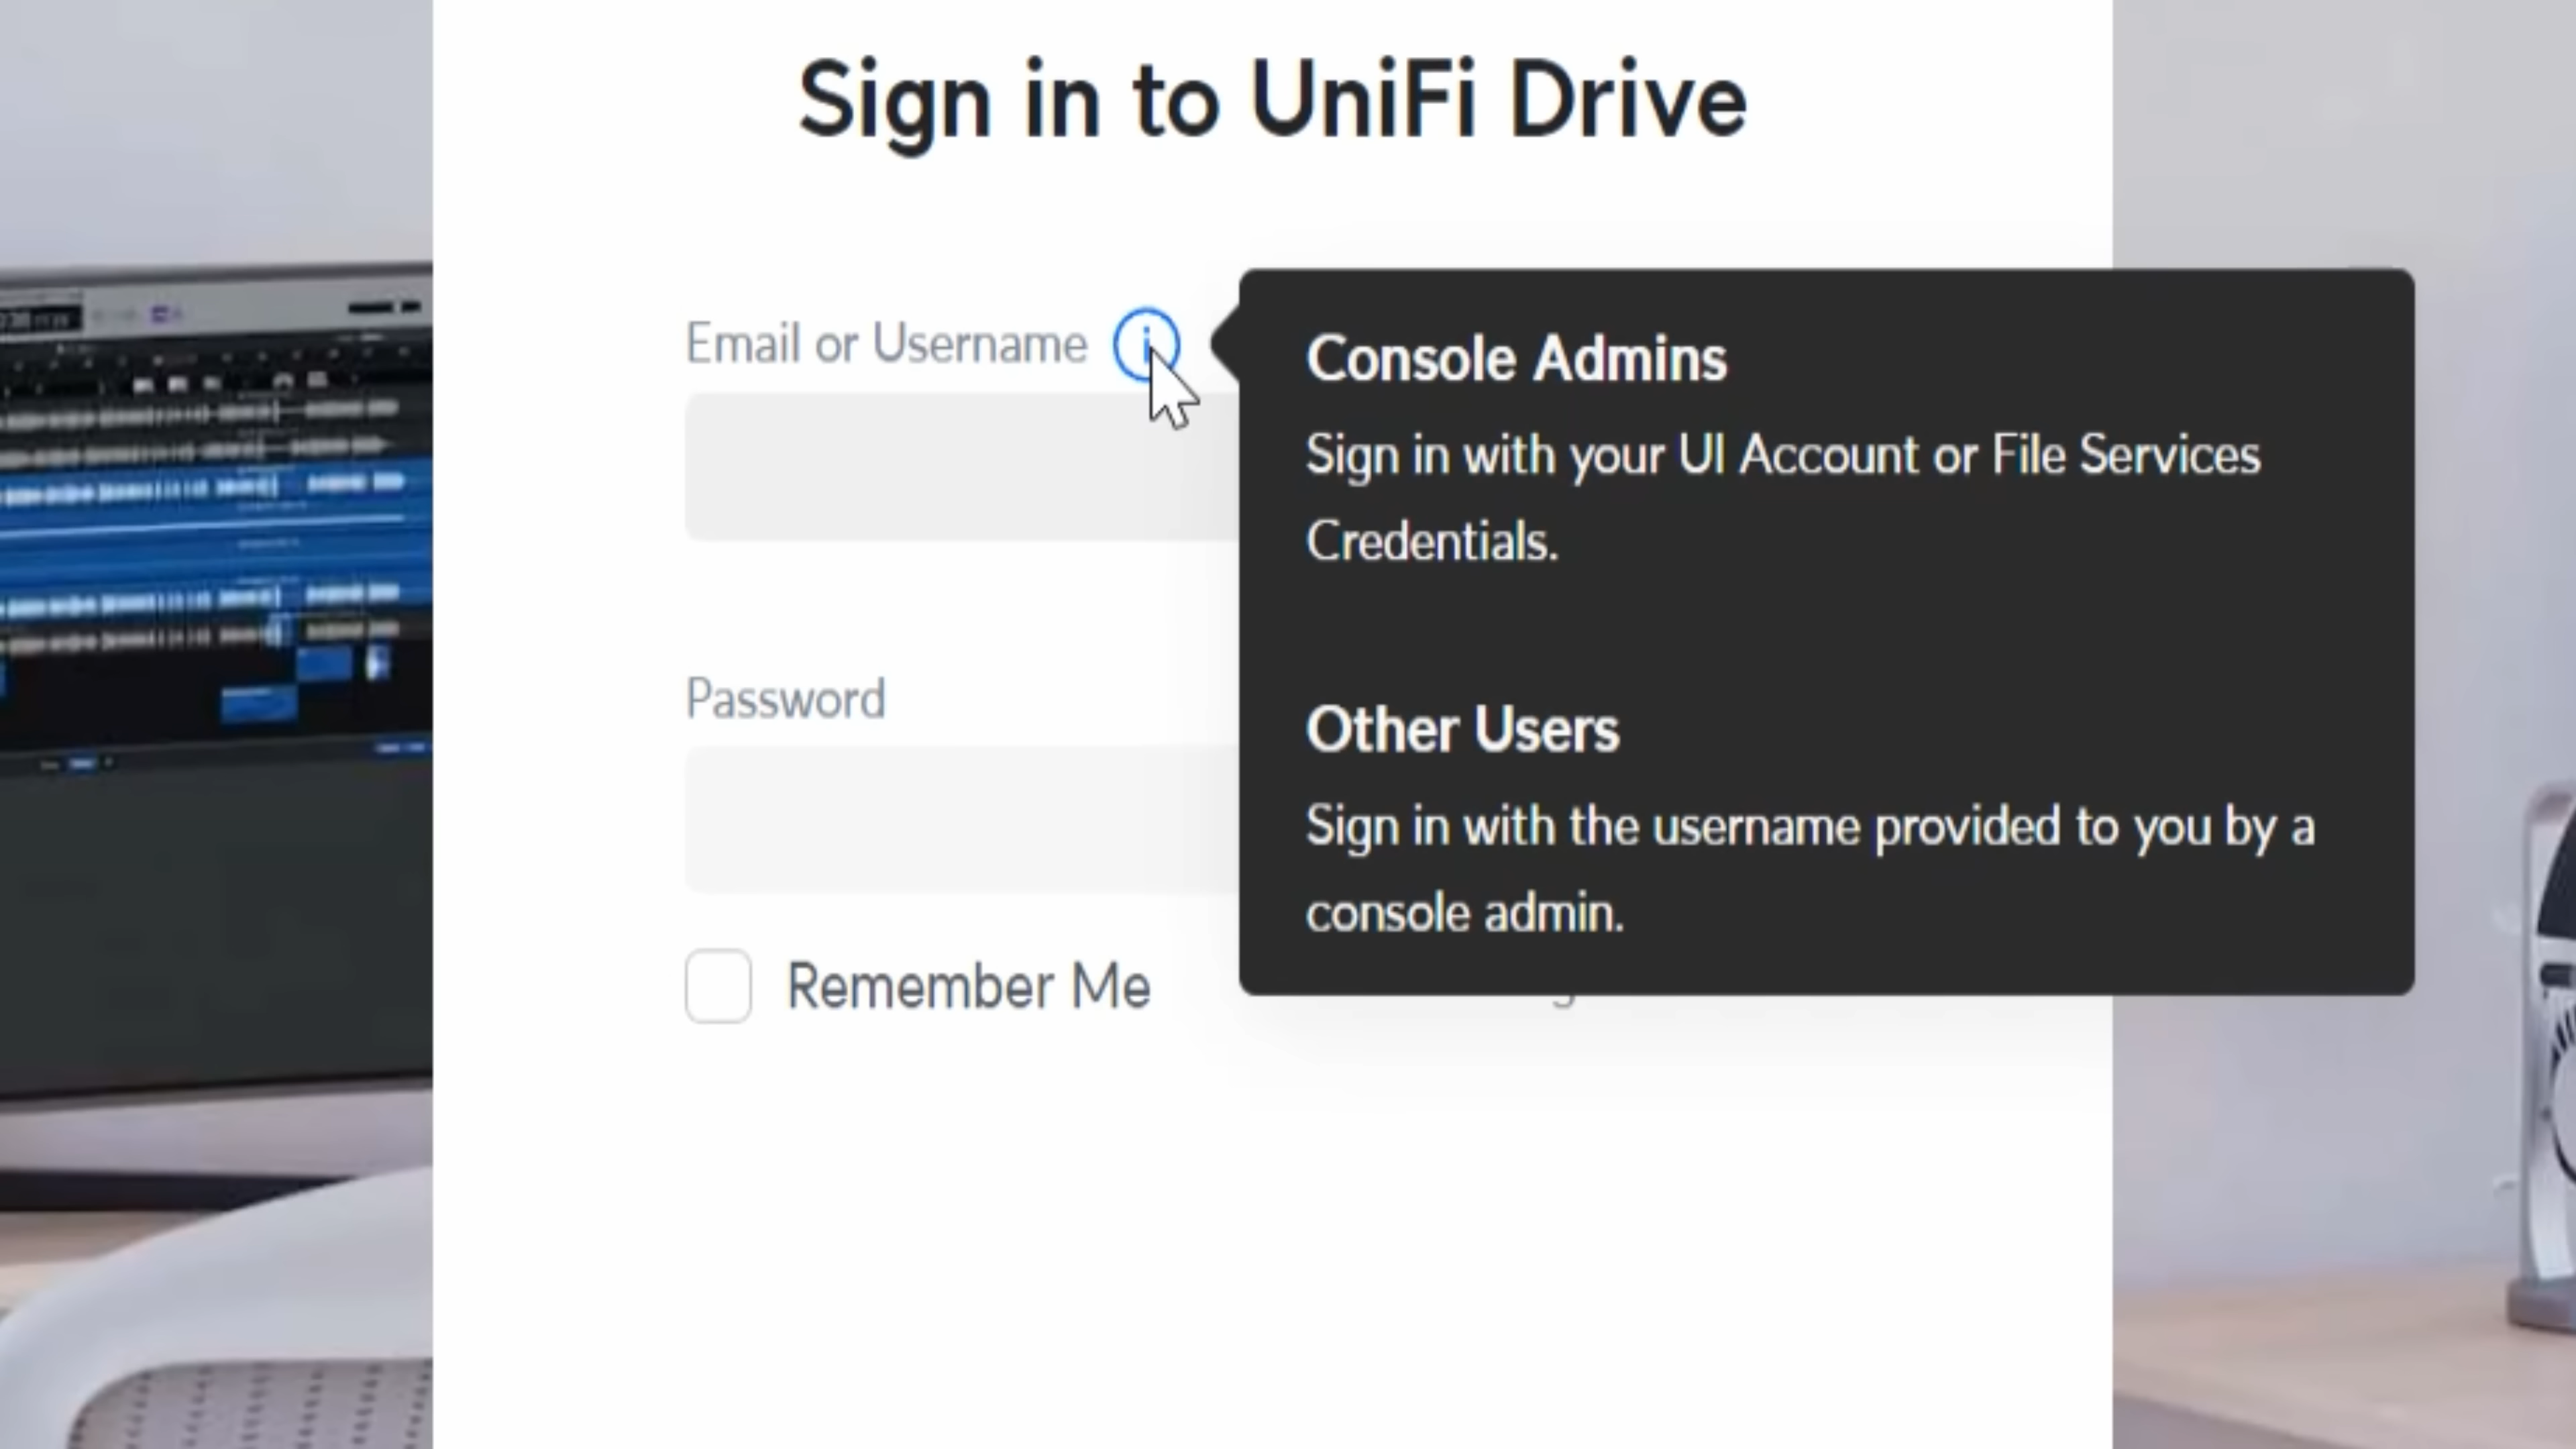 Sign in to UniFi Drive
Email or Username
Console Admins
Sign in with your UI Account or File Services
Credentials.
Other Users
Sign in with the username provided to you by a
console admin.
Password
Remember Me